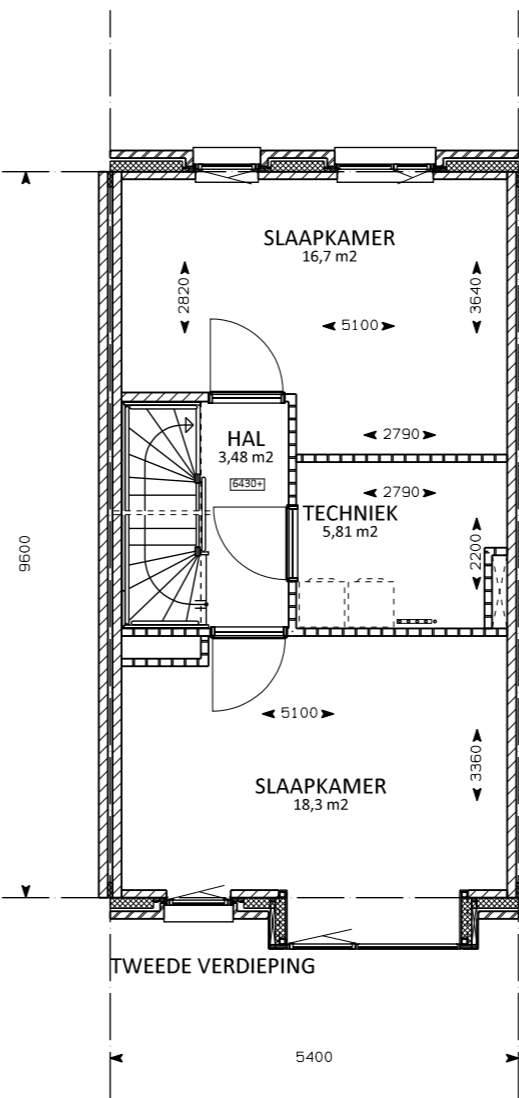 SLAAPKAMER
16,7 m2
2820
3640
5100
2790
HAL
3,48 m2
6430+
2790
TECHNIEK
5,81 m2
2200
9600
5100
3360
SLAAPKAMER
18,3 m2
TWEEDE VERDIEPING
5400